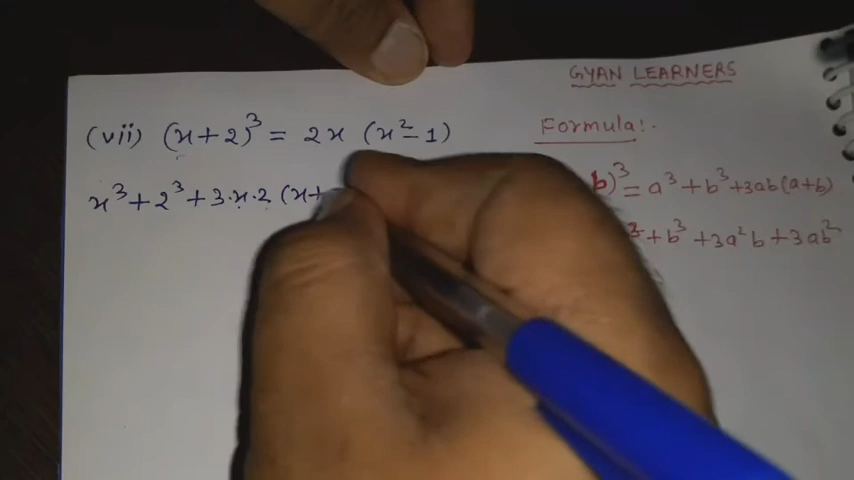 GYAN LEARNERS
(vii) (x+2)³ = 2x (x²-1)
Formula:.
x³+2³+3·x·2 (x+
b)³ = a³+b³+3ab(a+b)
+b³+3a²b+3ab²